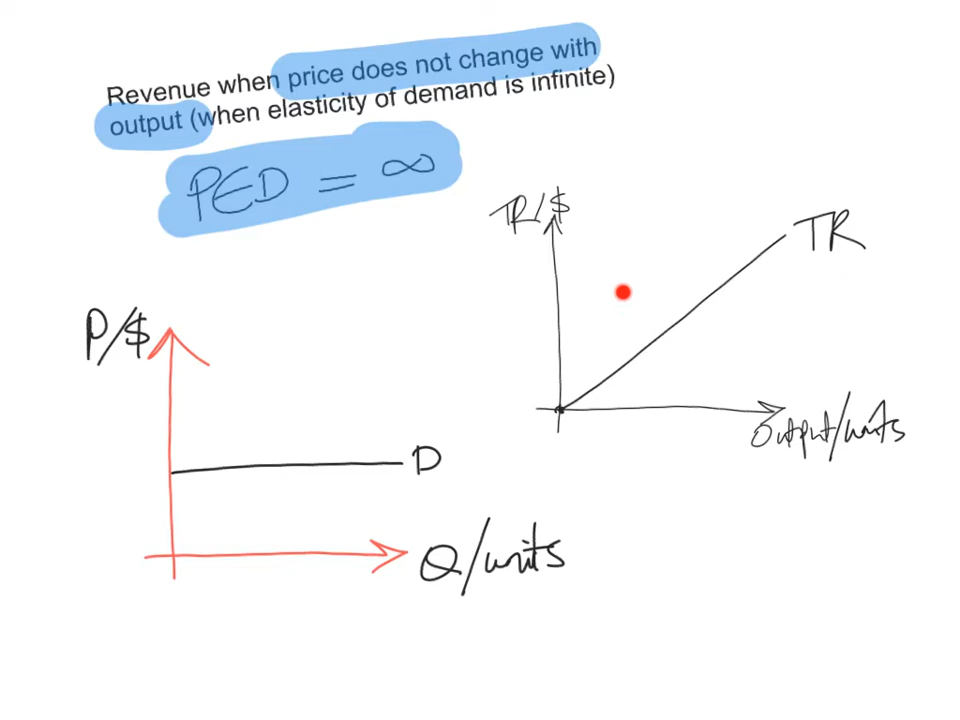 Revenue when price does not change with
output (when elasticity of demand is infinite)
PED = ∞
TR/$
TR
P/$
Output/units
D
Q/units